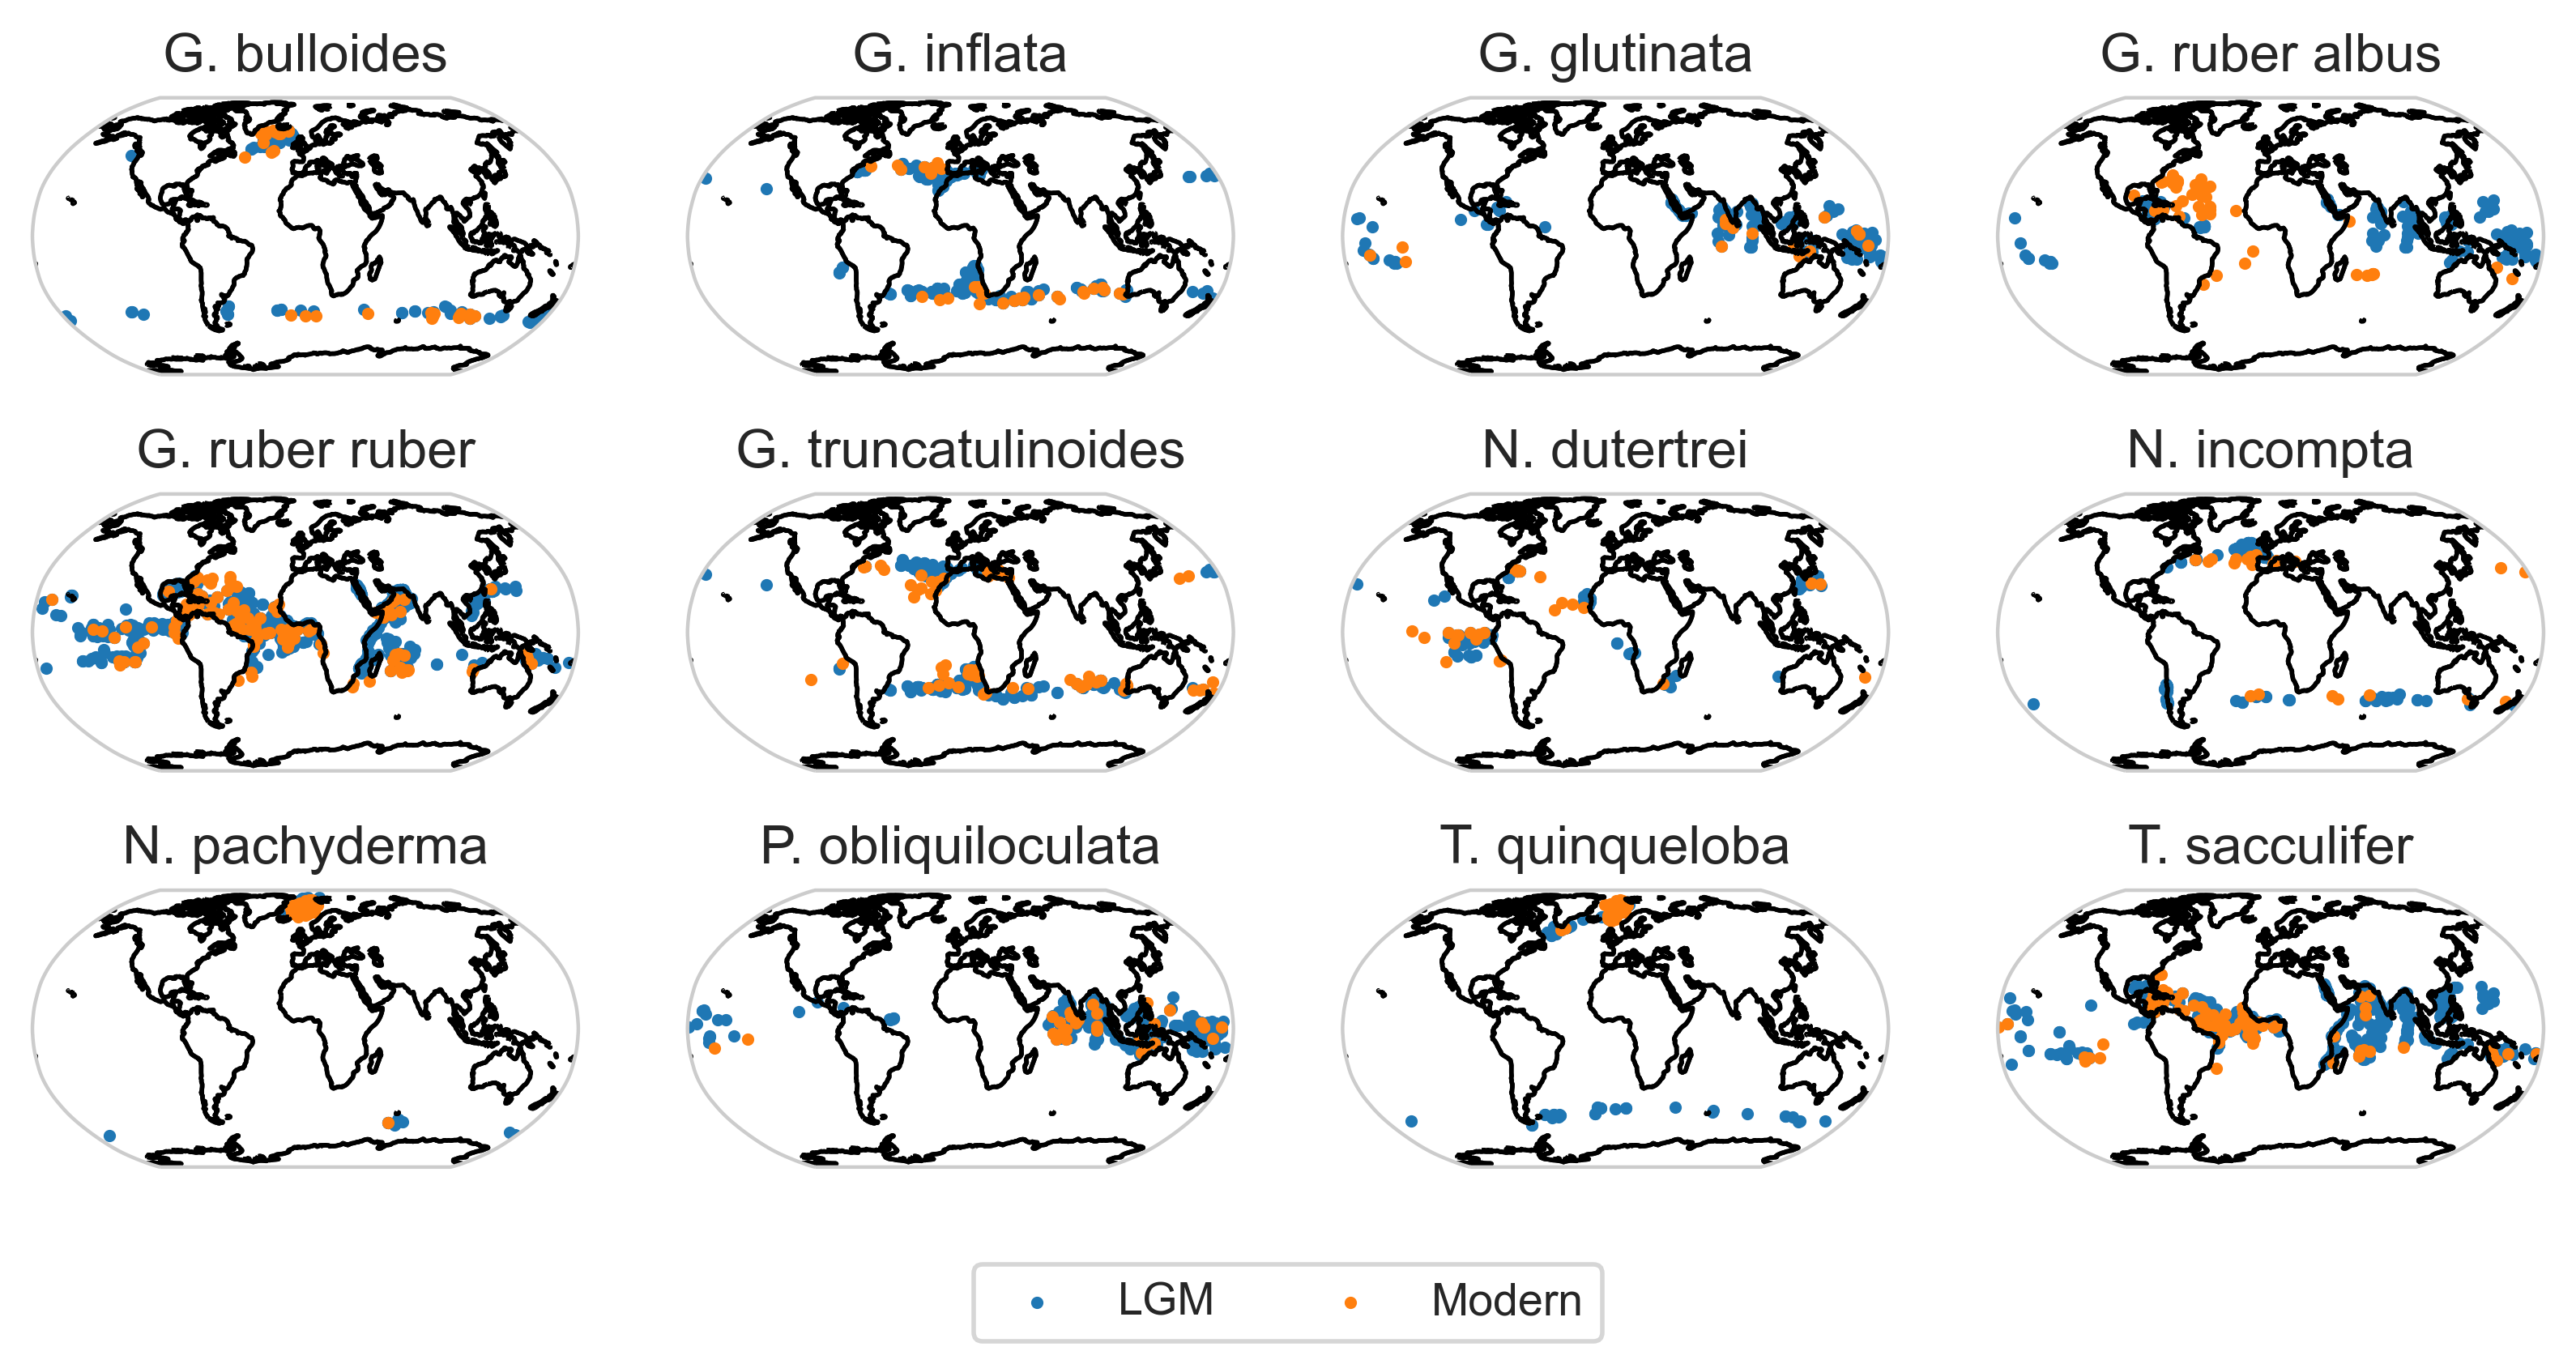 G. bulloides
G. inflata
G. glutinata
G. ruber albus
G. ruber ruber
G. truncatulinoides
N. dutertrei
N. incompta
N. pachyderma
P. obliquiloculata
T. quinqueloba
T. sacculifer
LGM
Modern